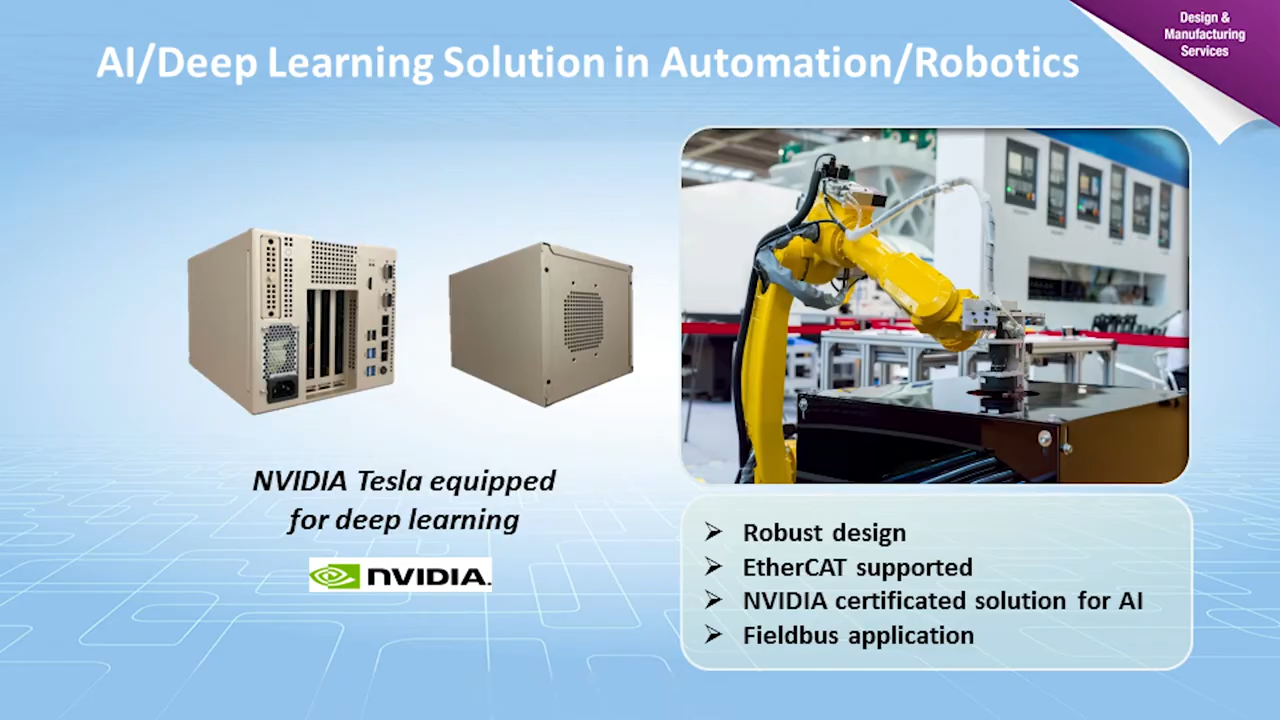 Design &
Manufacturing
Services
AI/Deep Learning Solution in Automation/Robotics
NVIDIA Tesla equipped
for deep learning
NVIDIA.
➢ Robust design
➢ EtherCAT supported
➢ NVIDIA certificated solution for AI
➢ Fieldbus application